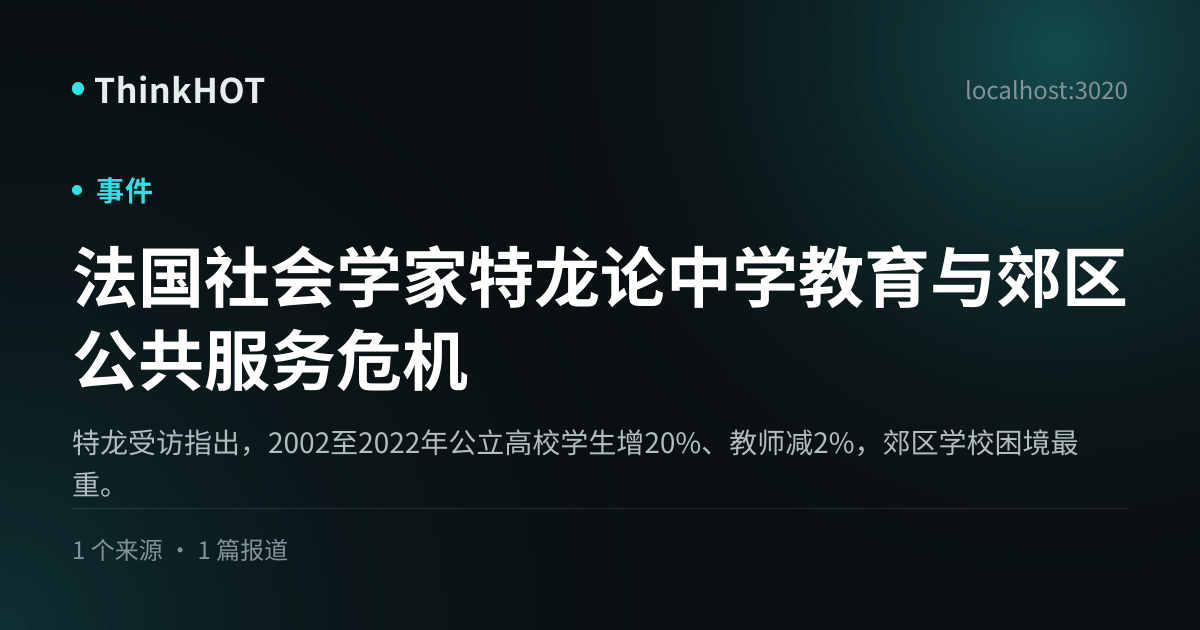 ThinkHOT
localhost:3020
事件
法国社会学家特龙论中学教育与郊区
公共服务危机
特龙受访指出，2002至2022年公立高校学生增20%、教师减2%，郊区学校困境最
重。
1 个来源 · 1 篇报道